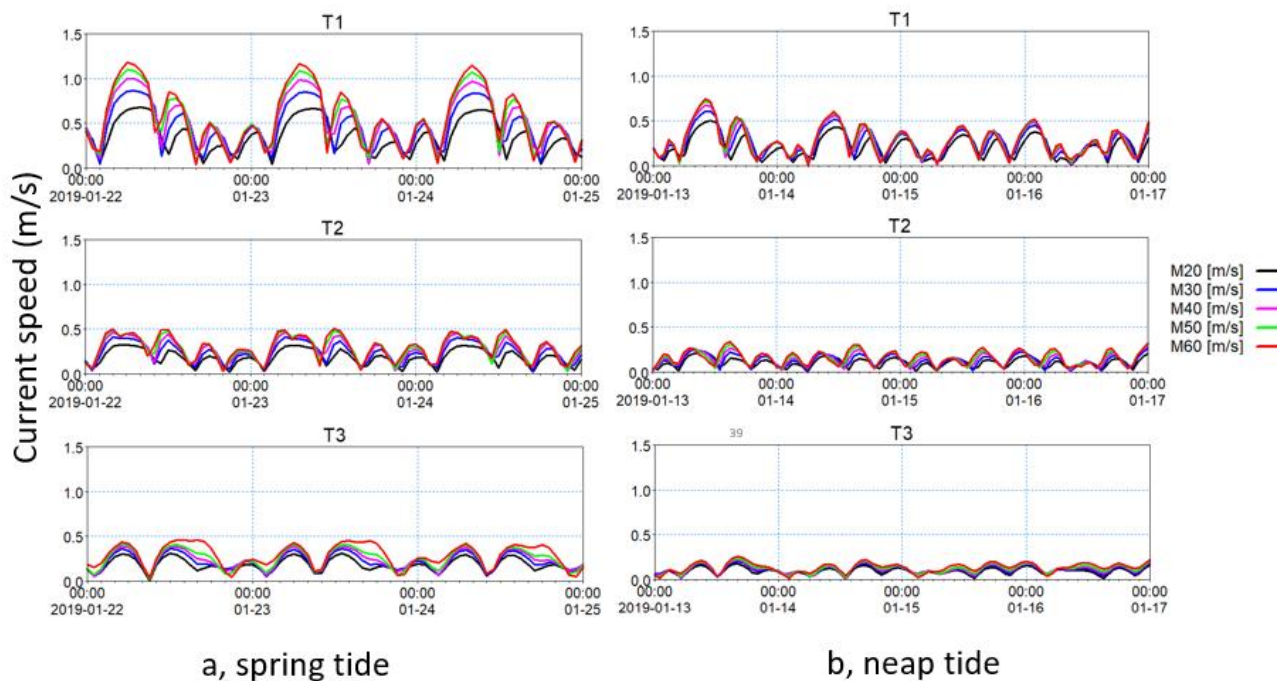 Current speed (m/s)
T1
1.5
1.0
0.5
0.0
00:00 00:00 00:00 00:00
2019-01-22 01-23 01-24 01-25
T2
1.5
1.0
0.5
0.0
00:00 00:00 00:00 00:00
2019-01-22 01-23 01-24 01-25
T3
1.5
1.0
0.5
0.0
00:00 00:00 00:00 00:00
2019-01-22 01-23 01-24 01-25
a, spring tide
T1
1.5
1.0
0.5
0.0
00:00 00:00 00:00 00:00 00:00
2019-01-13 01-14 01-15 01-16 01-17
T2
1.5
1.0
0.5
0.0
00:00 00:00 00:00 00:00 00:00
2019-01-13 01-14 01-15 01-16 01-17
39
T3
1.5
1.0
0.5
0.0
00:00 00:00 00:00 00:00 00:00
2019-01-13 01-14 01-15 01-16 01-17
b, neap tide
M20 [m/s]
M30 [m/s]
M40 [m/s]
M50 [m/s]
M60 [m/s]